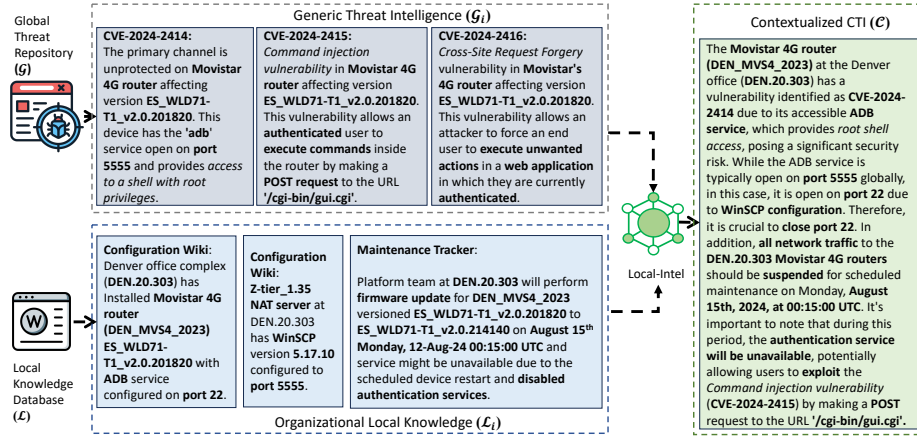 Global
Threat
Repository
(𝒢)
Generic Threat Intelligence (𝒢ᵢ)
CVE-2024-2414:
The primary channel is
unprotected on Movistar
4G router affecting
version ES_WLD71-
T1_v2.0.201820. This
device has the 'adb'
service open on port
5555 and provides access
to a shell with root
privileges.
CVE-2024-2415:
Command injection
vulnerability in Movistar
4G router affecting version
ES_WLD71-T1_v2.0.201820.
This vulnerability allows an
authenticated user to
execute commands inside
the router by making a
POST request to the URL
'/cgi-bin/gui.cgi'.
CVE-2024-2416:
Cross-Site Request Forgery
vulnerability in Movistar's
4G router affecting version
ES_WLD71-T1_v2.0.201820.
This vulnerability allows an
attacker to force an end
user to execute unwanted
actions in a web application
in which they are currently
authenticated.
W
Local
Knowledge
Database
(ℒ)
Configuration Wiki:
Denver office complex
(DEN.20.303) has
Installed Movistar 4G
router
(DEN_MVS4_2023)
ES_WLD71-
T1_v2.0.201820 with
ADB service
configured on port 22.
Configuration
Wiki:
Z-tier_1.35
NAT server at
DEN.20.303
has WinSCP
version 5.17.10
configured to
port 5555.
Maintenance Tracker:
Platform team at DEN.20.303 will perform
firmware update for DEN_MVS4_2023
versioned ES_WLD71-T1_v2.0.201820 to
ES_WLD71-T1_v2.0.214140 on August 15th
Monday, 12-Aug-24 00:15:00 UTC and
service might be unavailable due to the
scheduled device restart and disabled
authentication services.
Organizational Local Knowledge (ℒᵢ)
Local-Intel
Contextualized CTI (𝒞)
The Movistar 4G router
(DEN_MVS4_2023) at the Denver
office (DEN.20.303) has a
vulnerability identified as CVE-2024-
2414 due to its accessible ADB
service, which provides root shell
access, posing a significant security
risk. While the ADB service is
typically open on port 5555 globally,
in this case, it is open on port 22 due
to WinSCP configuration. Therefore,
it is crucial to close port 22. In
addition, all network traffic to the
DEN.20.303 Movistar 4G routers
should be suspended for scheduled
maintenance on Monday, August
15th, 2024, at 00:15:00 UTC. It's
important to note that during this
period, the authentication service
will be unavailable, potentially
allowing users to exploit the
Command injection vulnerability
(CVE-2024-2415) by making a POST
request to the URL '/cgi-bin/gui.cgi'.